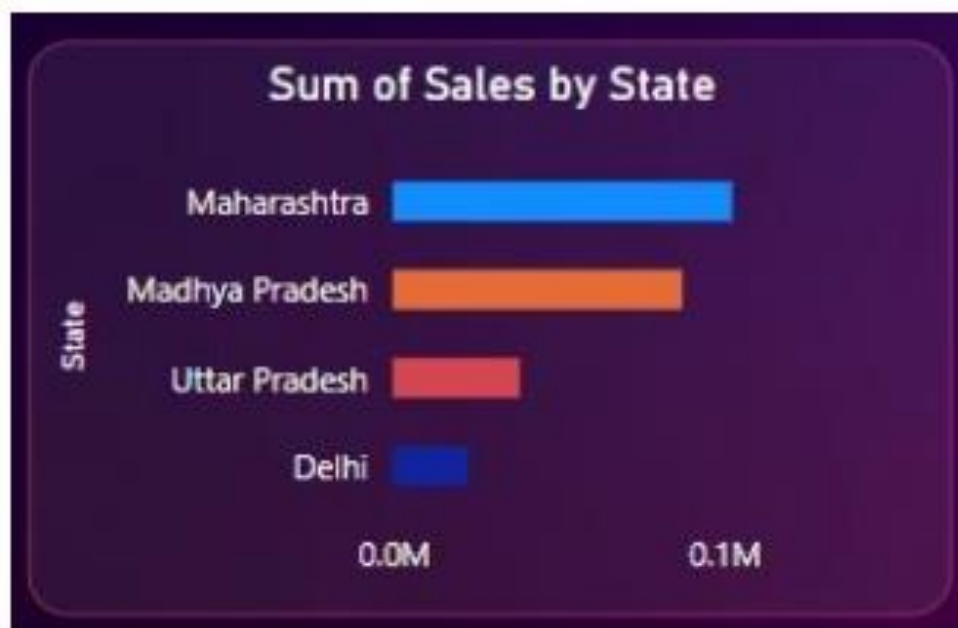 Sum of Sales by State
Maharashtra
Madhya Pradesh
State
Uttar Pradesh
Delhi
0.0M 0.1M